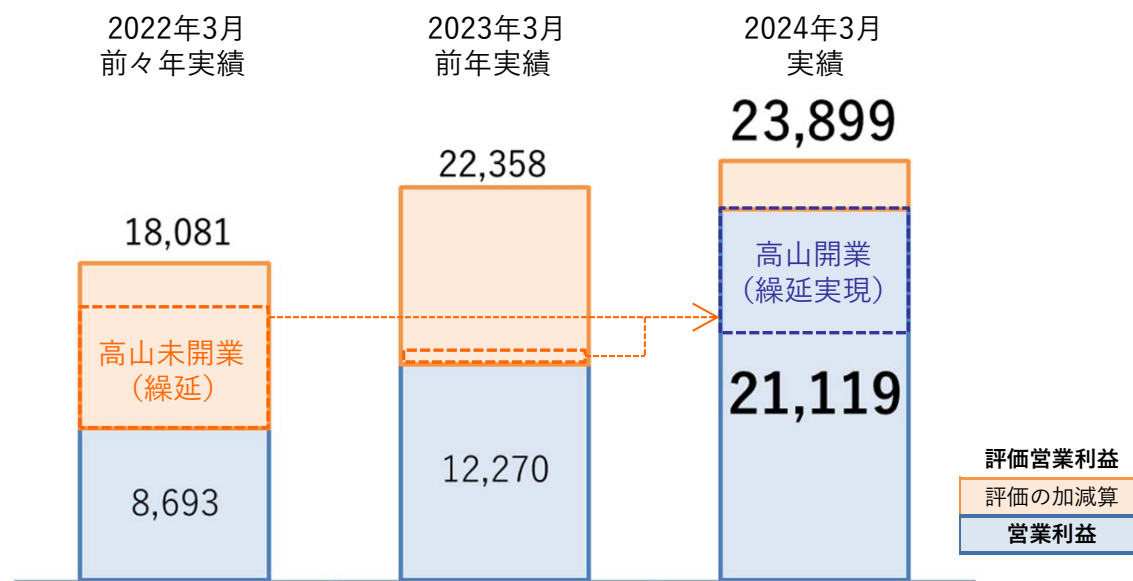 2022年3月
前々年実績
2023年3月
前年実績
2024年3月
実績
18,081
22,358
23,899
高山未開業
（繰延）
高山開業
（繰延実現）
8,693
12,270
21,119
評価営業利益
評価の加減算
営業利益